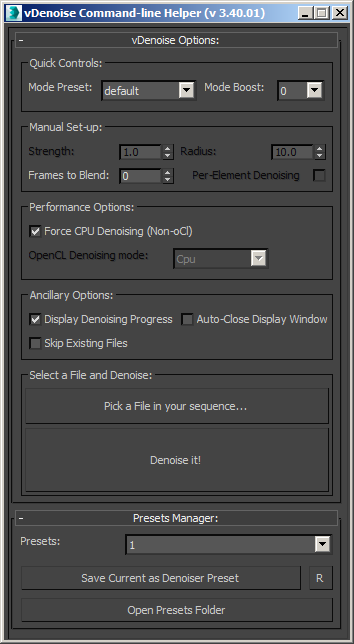 vDenoise Command-line Helper (v 3.40.01)
- vDenoise Options:
Quick Controls:
Mode Preset: default Mode Boost: 0
Manual Set-up:
Strength: 1.0 Radius: 10.0
Frames to Blend: 0 Per-Element Denoising
Performance Options:
Force CPU Denoising (Non-oCl)
OpenCL Denoising mode: Cpu
Ancillary Options:
Display Denoising Progress Auto-Close Display Window
Skip Existing Files
Select a File and Denoise:
Pick a File in your sequence...
Denoise it!
- Presets Manager:
Presets: 1
Save Current as Denoiser Preset R
Open Presets Folder